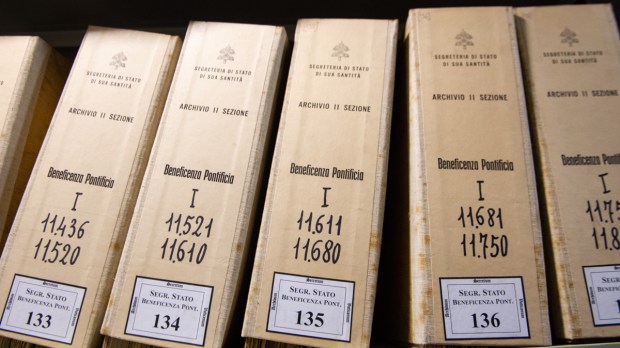 SEGRETERIA DI STATO
DI SUA SANTITÀ
ARCHIVIO II SEZIONE
Beneficenza Pontificia
I
11.436
11.520
SEGR. STATO
BENEFICENZA PONT.
133
SEGRETERIA DI STATO
DI SUA SANTITÀ
ARCHIVIO II SEZIONE
Beneficenza Pontificia
I
11.521
11.610
SEGR. STATO
BENEFICENZA PONT.
134
SEGRETERIA DI STATO
DI SUA SANTITÀ
ARCHIVIO II SEZIONE
Beneficenza Pontificia
I
11.611
11.680
SEGR. STATO
BENEFICENZA PONT.
135
SEGRETERIA DI STATO
DI SUA SANTITÀ
ARCHIVIO II SEZIONE
Beneficenza Pontificia
I
11.681
11.750
SEGR. STATO
BENEFICENZA PONT.
136
SEGRETERIA DI STATO
DI SUA SANTITÀ
ARCHIVIO II SEZIONE
Beneficenza Pontificia
I
SEGR. STATO